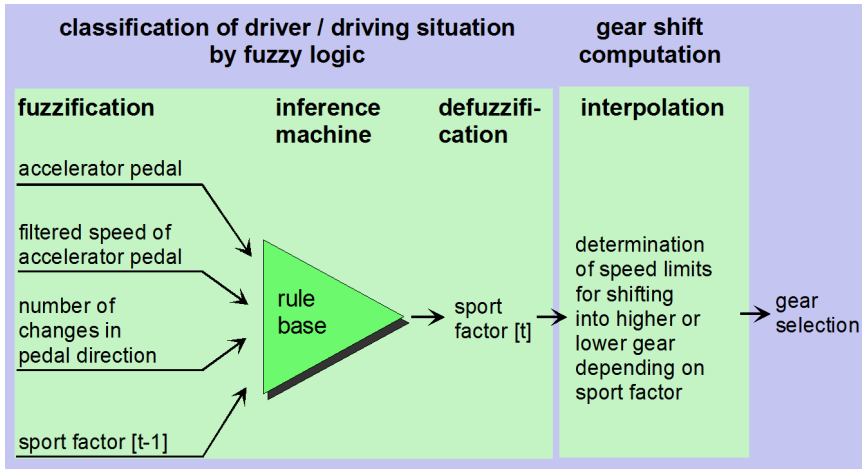 classification of driver / driving situation
by fuzzy logic
gear shift
computation
fuzzification
inference
machine
defuzzifi-
cation
interpolation
accelerator pedal
filtered speed of
accelerator pedal
number of
changes in
pedal direction
sport factor [t-1]
rule
base
sport
factor [t]
determination
of speed limits
for shifting
into higher or
lower gear
depending on
sport factor
gear
selection